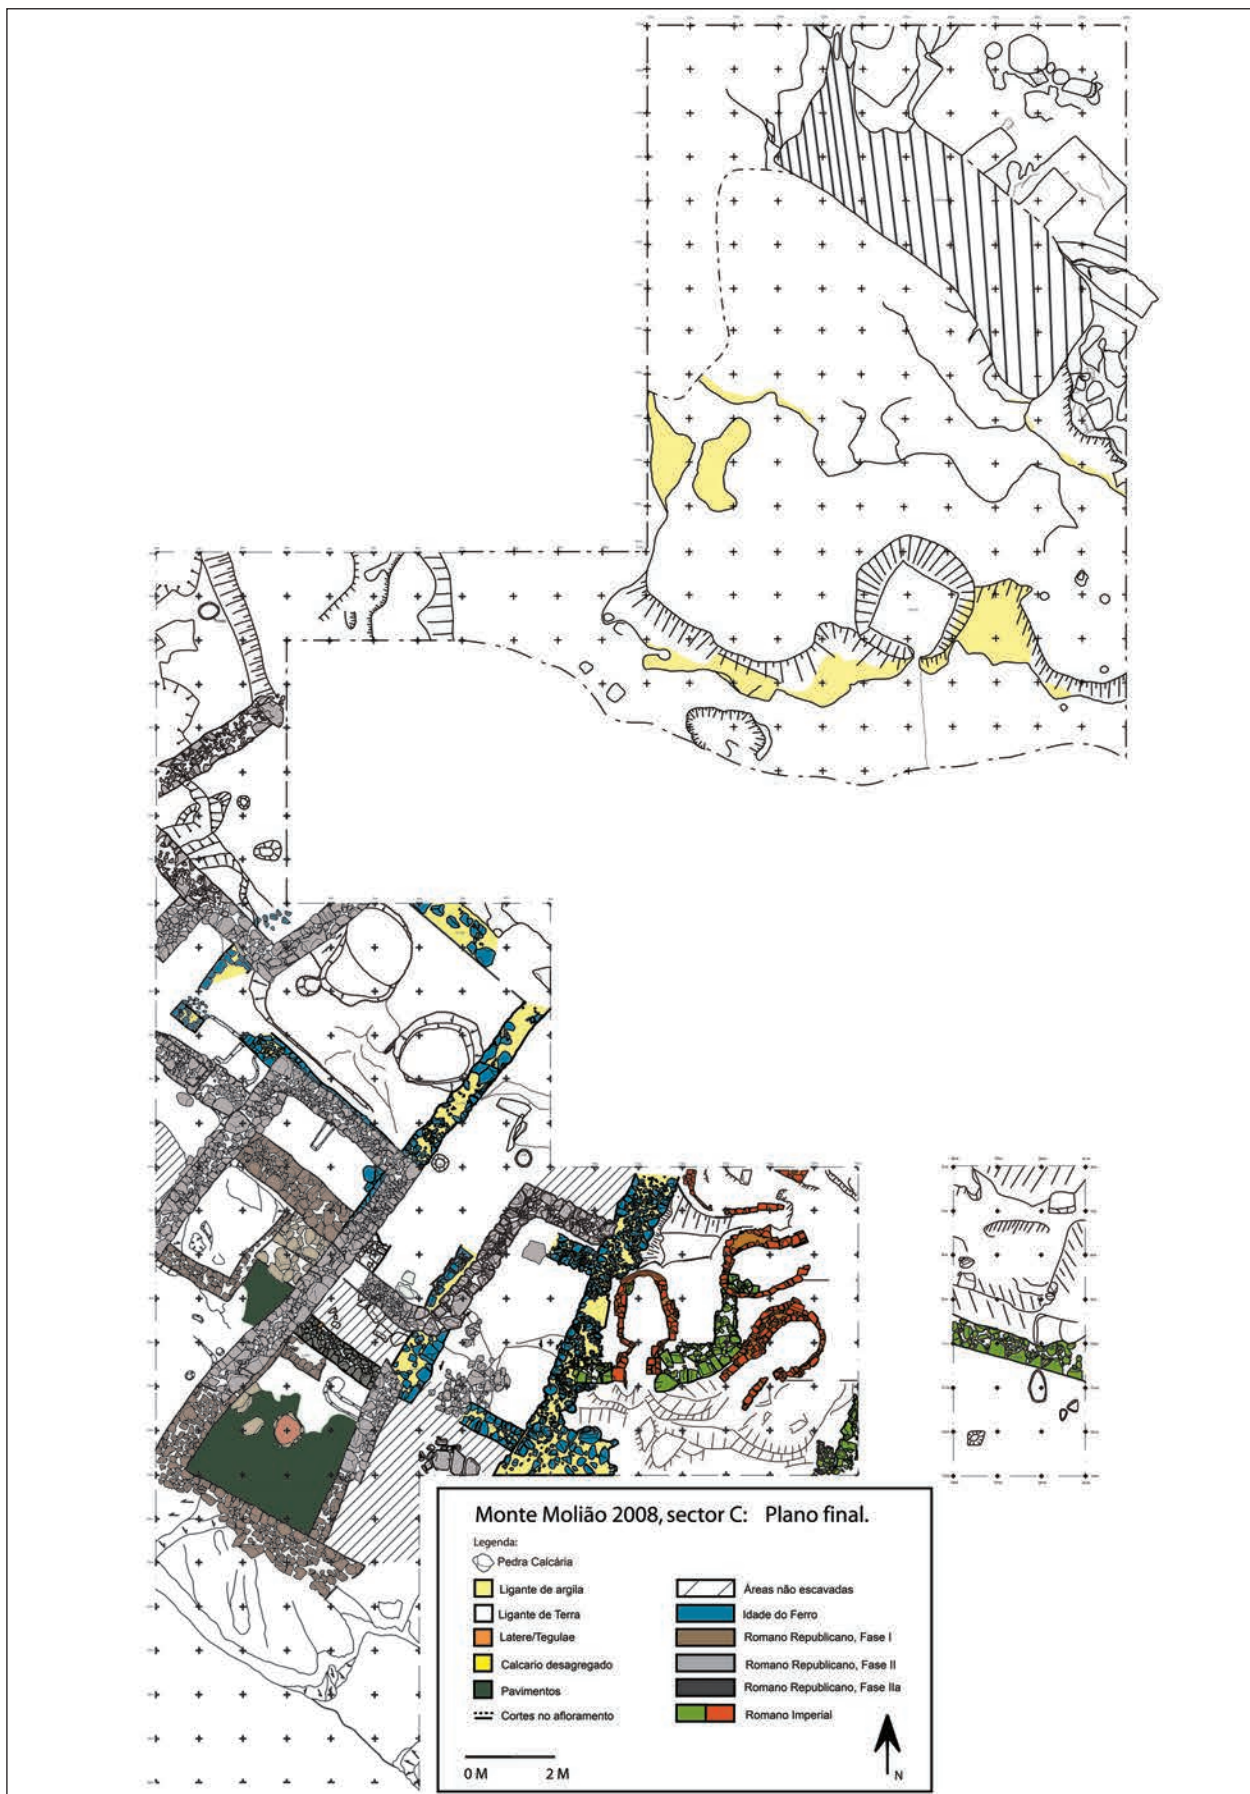 Monte Molião 2008, sector C: Plano final.
Legenda:
Pedra Calcária
Ligante de argila
Ligante de Terra
Latere/Tegulae
Calcario desagregado
Pavimentos
Cortes no afloramento
Áreas não escavadas
Idade do Ferro
Romano Republicano, Fase I
Romano Republicano, Fase II
Romano Republicano, Fase IIa
Romano Imperial
0 M 2 M
N